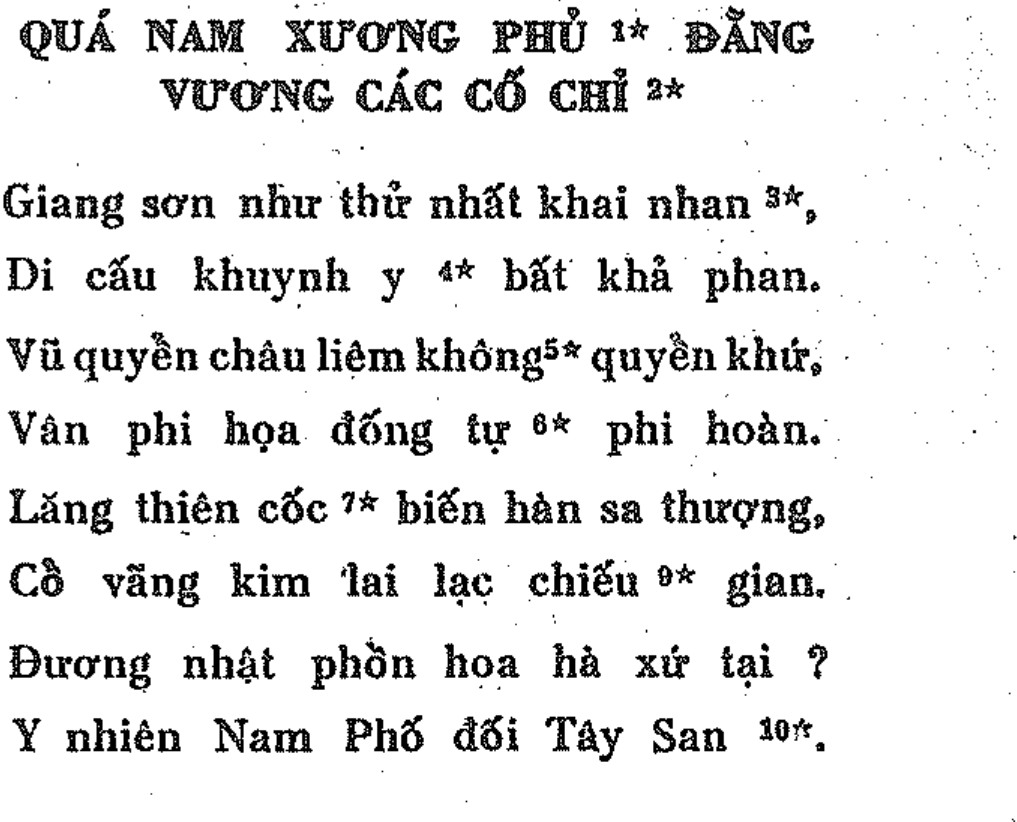 QUÁ NAM XƯƠNG PHỦ 1* ĐẰNG
VƯƠNG CÁC CỐ CHỈ 2*
Giang sơn như thử nhất khai nhan 3*,
Di cấu khuynh y 4* bất khả phan.
Vũ quyển châu liêm không5* quyển khứ,
Vân phi họa đống tự 6* phi hoàn.
Lăng thiên cốc 7* biến hàn sa thượng,
Cổ vãng kim lai lạc chiếu 9* gian.
Đương nhật phồn hoa hà xứ tại ?
Y nhiên Nam Phố đối Tây San 10*.